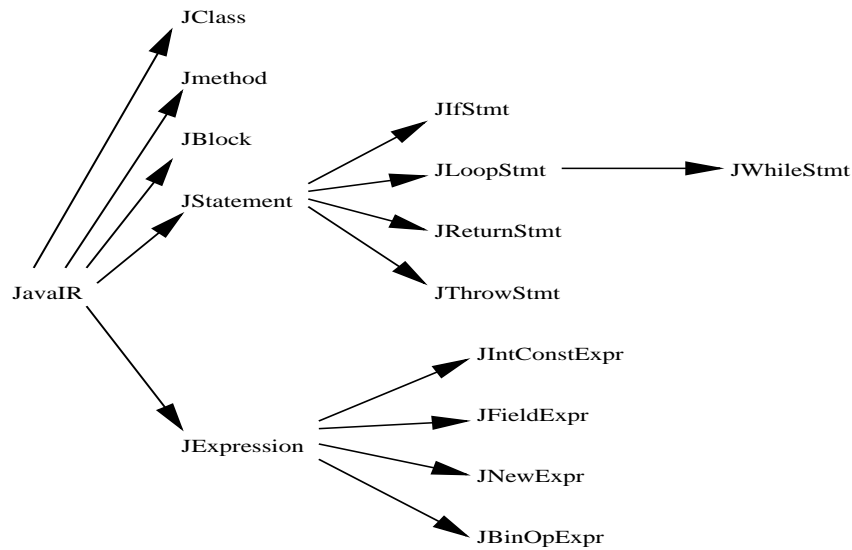 JClass
Jmethod
JBlock
JStatement
JavaIR
JExpression
JIfStmt
JLoopStmt
JReturnStmt
JThrowStmt
JWhileStmt
JIntConstExpr
JFieldExpr
JNewExpr
JBinOpExpr